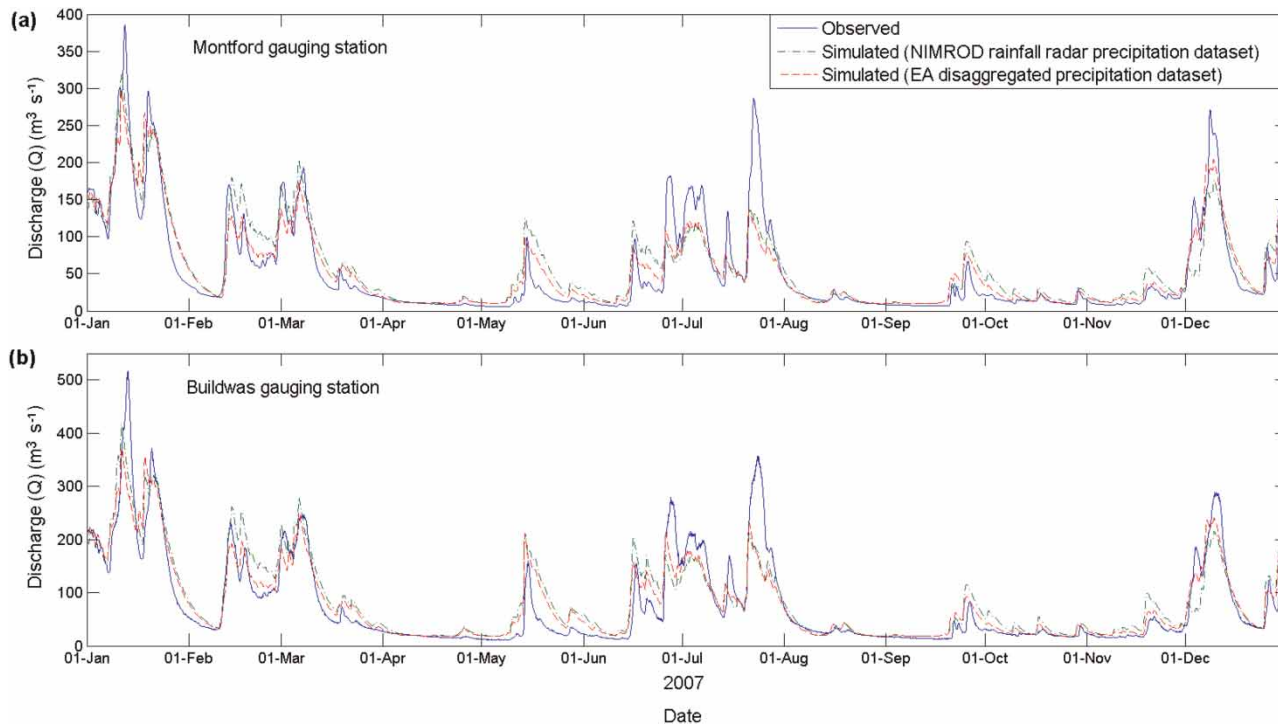 (a)
Montford gauging station
Observed
Simulated (NIMROD rainfall radar precipitation dataset)
Simulated (EA disaggregated precipitation dataset)
Discharge (Q) (m³ s⁻¹)
400
350
300
250
200
150
100
50
0
01-Jan 01-Feb 01-Mar 01-Apr 01-May 01-Jun 01-Jul 01-Aug 01-Sep 01-Oct 01-Nov 01-Dec
(b)
Buildwas gauging station
Discharge (Q) (m³ s⁻¹)
500
400
300
200
100
0
01-Jan 01-Feb 01-Mar 01-Apr 01-May 01-Jun 01-Jul 01-Aug 01-Sep 01-Oct 01-Nov 01-Dec
2007
Date